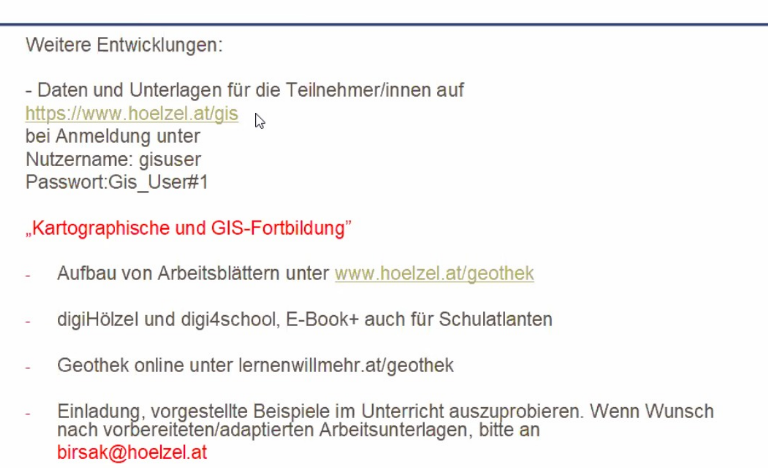 Weitere Entwicklungen:
- Daten und Unterlagen für die Teilnehmer/innen auf
https://www.hoelzel.at/gis
bei Anmeldung unter
Nutzername: gisuser
Passwort:Gis_User#1
„Kartographische und GIS-Fortbildung”
- Aufbau von Arbeitsblättern unter www.hoelzel.at/geothek
- digiHölzel und digi4school, E-Book+ auch für Schulatlanten
- Geothek online unter lernenwillmehr.at/geothek
- Einladung, vorgestellte Beispiele im Unterricht auszuprobieren. Wenn Wunsch
nach vorbereiteten/adaptierten Arbeitsunterlagen, bitte an
birsak@hoelzel.at